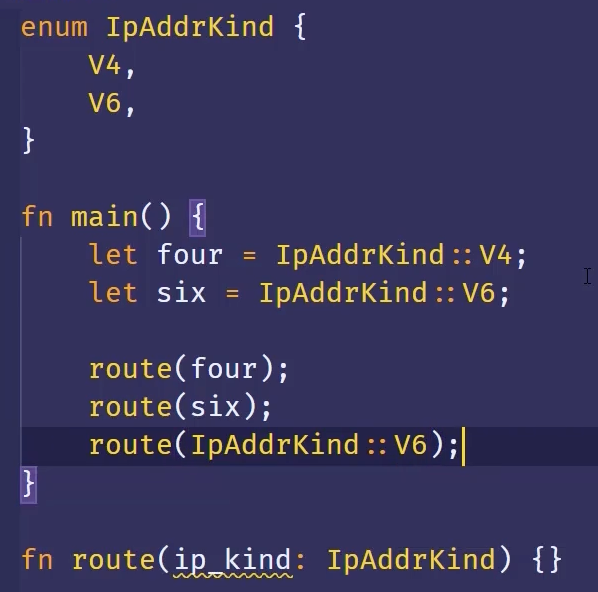 enum IpAddrKind {
    V4,
    V6,
}

fn main() {
    let four = IpAddrKind::V4;
    let six = IpAddrKind::V6;

    route(four);
    route(six);
    route(IpAddrKind::V6);
}

fn route(ip_kind: IpAddrKind) {}